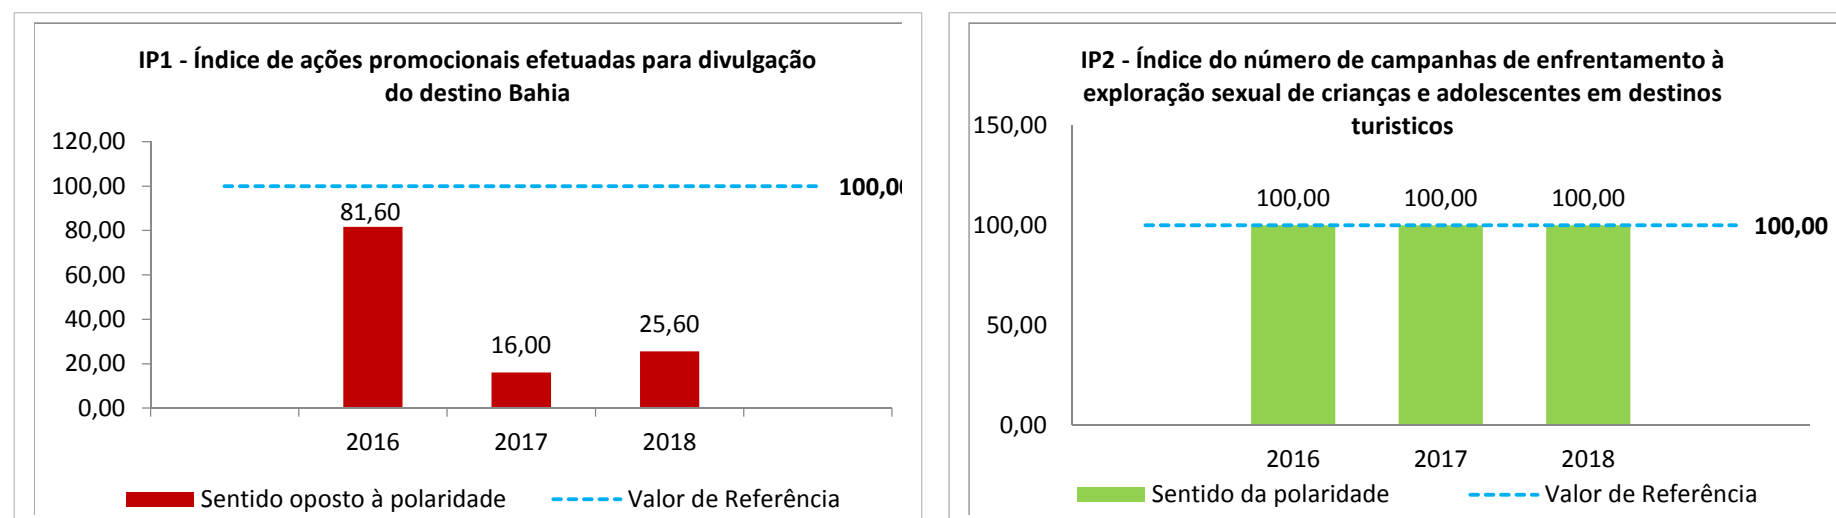 IP1 - Índice de ações promocionais efetuadas para divulgação
do destino Bahia
120,00
100,00
80,00
60,00
40,00
20,00
0,00
81,60
16,00
25,60
100,00
2016
2017
2018
Sentido oposto à polaridade
Valor de Referência
IP2 - Índice do número de campanhas de enfrentamento à
exploração sexual de crianças e adolescentes em destinos
turisticos
150,00
100,00
50,00
0,00
100,00
100,00
100,00
100,00
2016
2017
2018
Sentido da polaridade
Valor de Referência